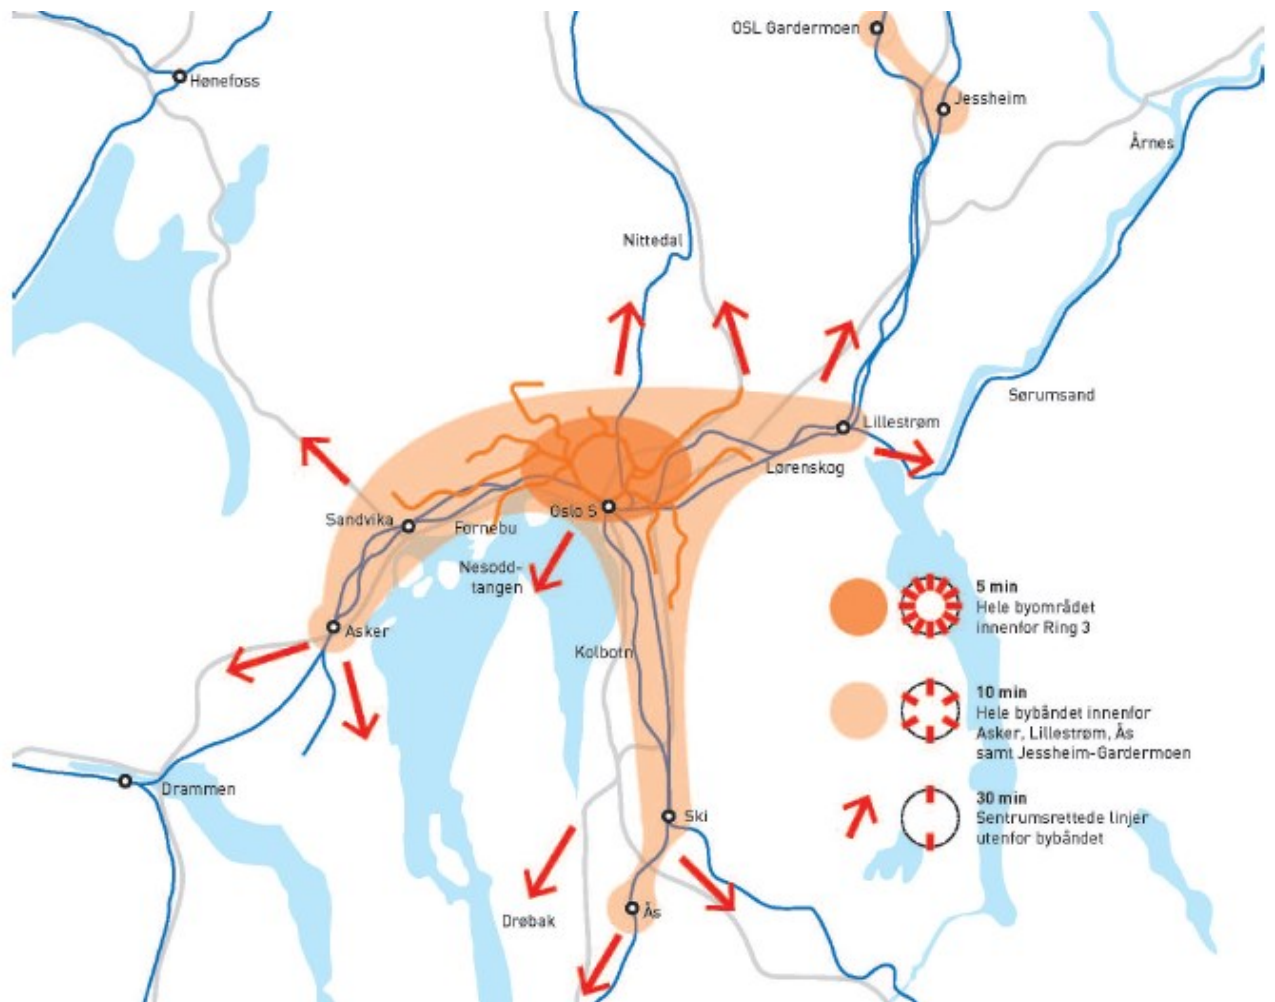 OSL Gardermoen
Hønefoss
Jessheim
Årnes
Nittedal
Sørumsand
Lillestrøm
Lørenskog
Oslo S
Sandvika
Fornebu
Nesodd-
tangen
Asker
Kolbotn
Drammen
Ski
Ås
Drøbak
5 min
Hele byområdet
innenfor Ring 3
10 min
Hele bybåndet innenfor
Asker, Lillestrøm, Ås
samt Jessheim-Gardermoen
30 min
Sentrumsrettede linjer
utenfor bybåndet